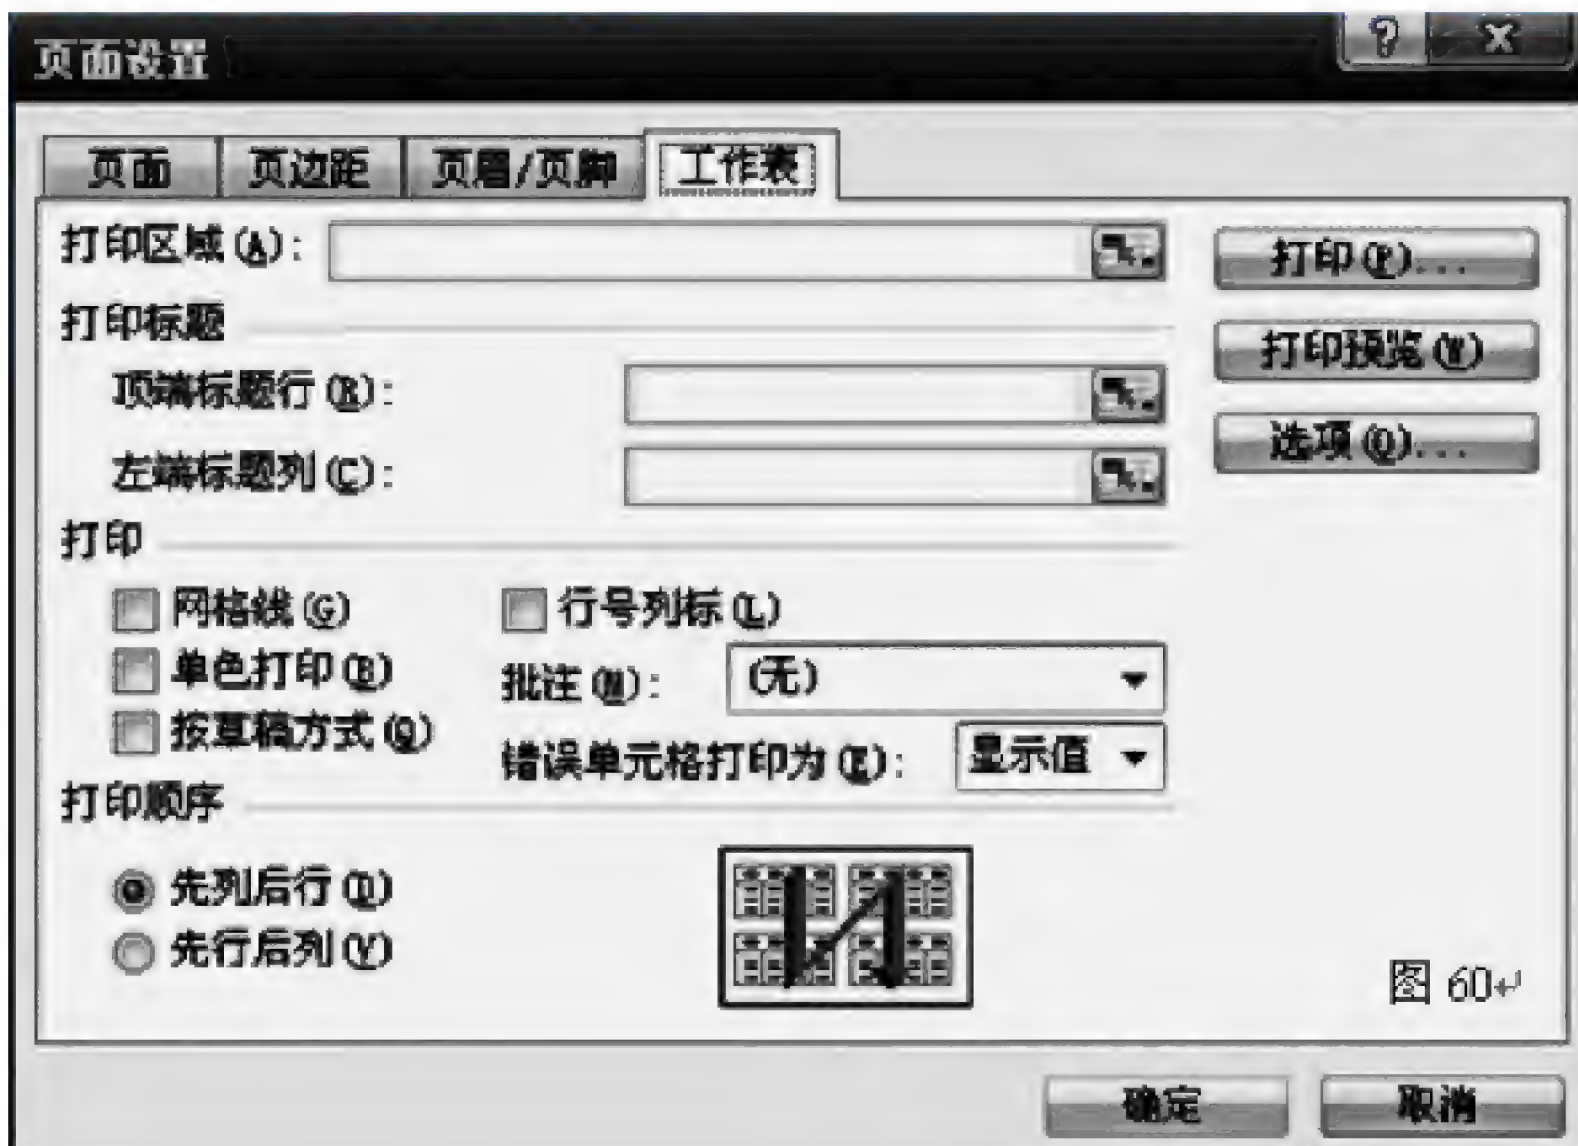 页面设置
页面 页边距 页眉/页脚 工作表
打印区域(A): 打印(P)...
打印标题
打印预览(W)
顶端标题行(R):
选项(O)...
左端标题列(C):
打印
网格线(G) 行号列标(L)
单色打印(B) 批注(M): (无)
按草稿方式(Q) 错误单元格打印为(E): 显示值
打印顺序
先列后行(D)
先行后列(V)
图 60↵
确定 取消